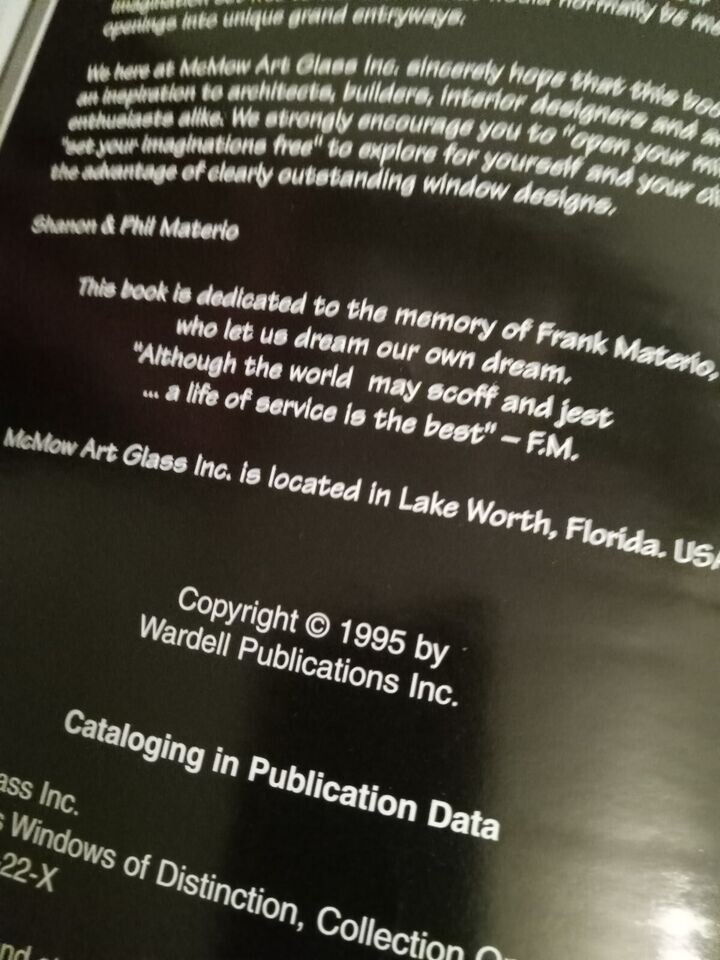 would normally be
openings into unique grand entryways.
We here at McMow Art Glass Inc. sincerely hope that this
an inspiration to architects, builders, interior designers and
enthusiasts alike. We strongly encourage you to "open your
"set your imaginations free" to explore for yourself and your
the advantage of clearly outstanding window designs.
Shanon & Phil Materio
This book is dedicated to the memory of Frank Materio,
who let us dream our own dream.
"Although the world may scoff and jest
... a life of service is the best" – F.M.
McMow Art Glass Inc. is located in Lake Worth, Florida. USA
Copyright © 1995 by
Wardell Publications Inc.
Cataloging in Publication Data
ass Inc.
s Windows of Distinction, Collection
-22-X